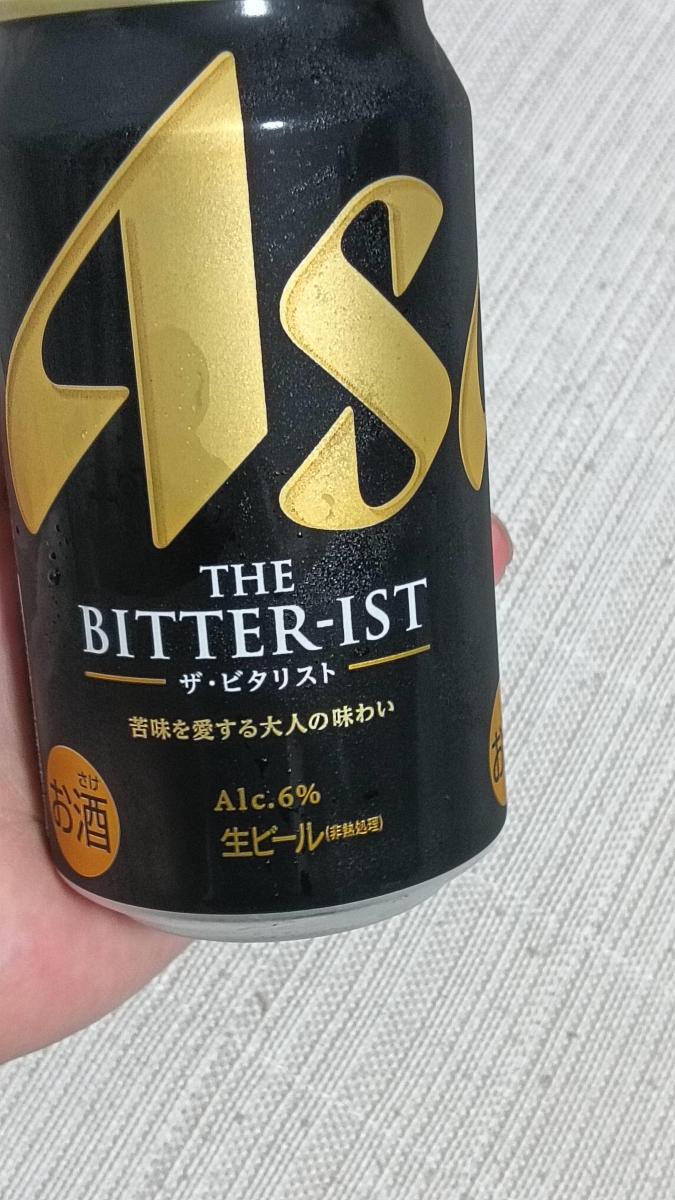 As
THE
BITTER-IST
ザ・ビタリスト
苦味を愛する大人の味わい
さけ
お酒
お
Alc.6%
生ビール(非熱処理)